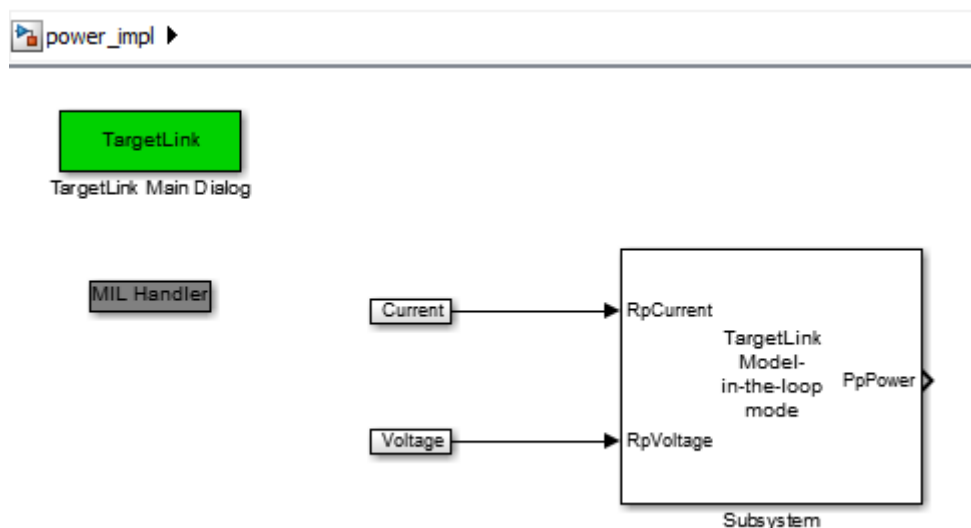 power_impl
TargetLink
TargetLink Main Dialog
MIL Handler
Current
RpCurrent
TargetLink
Model-
in-the-loop
mode
PpPower
Voltage
RpVoltage
Subsystem